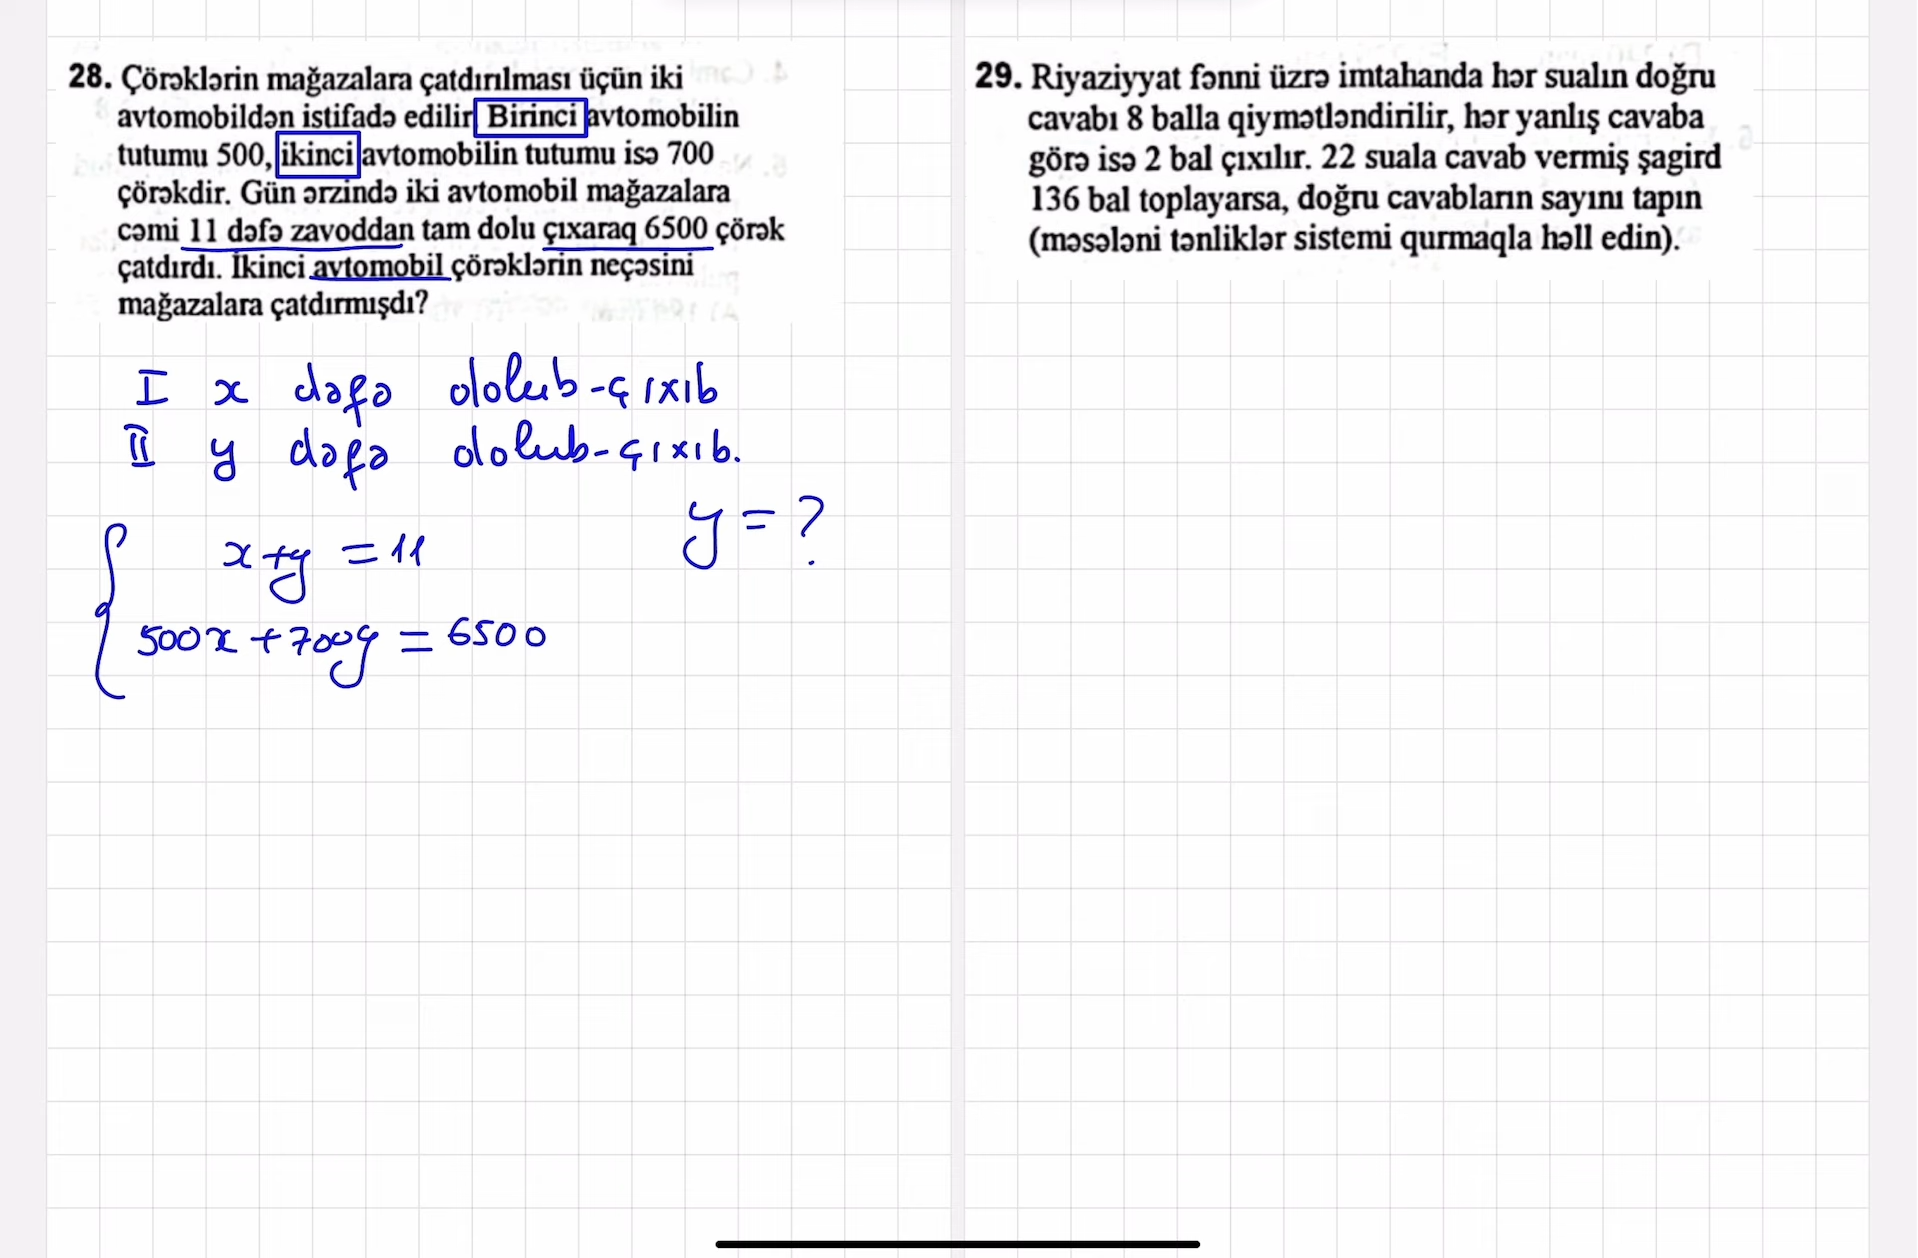 28. Çörəklərin mağazalara çatdırılması üçün iki
avtomobildən istifadə edilir Birinci avtomobilin
tutumu 500, ikinci avtomobilin tutumu isə 700
çörəkdir. Gün ərzində iki avtomobil mağazalara
cəmi 11 dəfə zavoddan tam dolu çıxaraq 6500 çörək
çatdırdı. İkinci avtomobil çörəklərin neçəsini
mağazalara çatdırmışdı?
I x dəfə dolub-çıxıb
II y dəfə dolub-çıxıb.
y = ?
x+y = 11
500x + 700y = 6500
29. Riyaziyyat fənni üzrə imtahanda hər sualın doğru
cavabı 8 balla qiymətləndirilir, hər yanlış cavaba
görə isə 2 bal çıxılır. 22 suala cavab vermiş şagird
136 bal toplayarsa, doğru cavabların sayını tapın
(məsələni tənliklər sistemi qurmaqla həll edin).